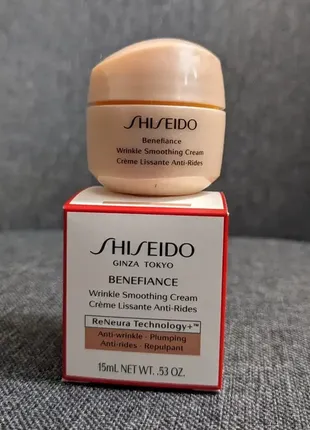 SHISEIDO
Benefiance
Wrinkle Smoothing Cream
Crème Lissante Anti-Rides
SHISEIDO
GINZA TOKYO
BENEFIANCE
Wrinkle Smoothing Cream
Crème Lissante Anti-Rides
ReNeura Technology+™
Anti-wrinkle · Plumping
Anti-rides · Repulpant
15mL NET WT. .53 OZ.